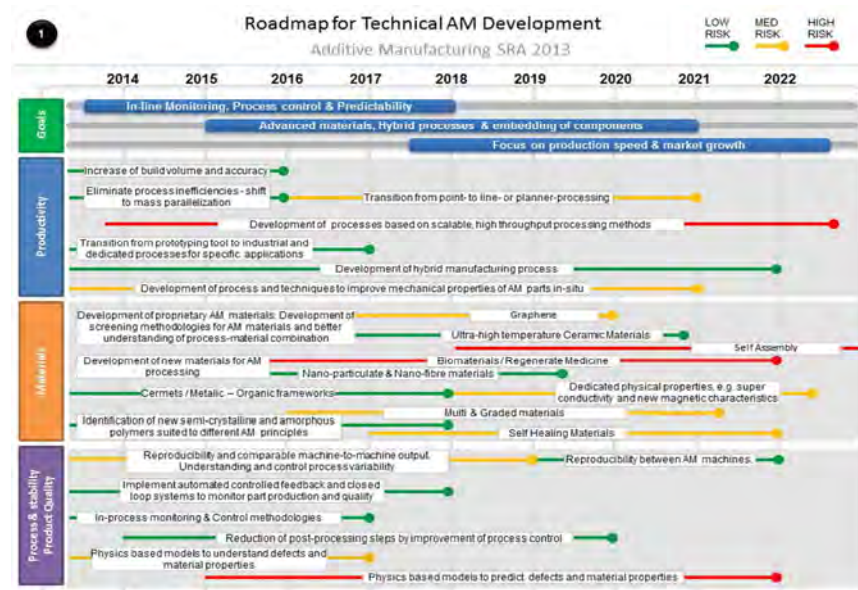 1
Roadmap for Technical AM Development
Additive Manufacturing SRA 2013
LOW
RISK
MED
RISK
HIGH
RISK
2014 2015 2016 2017 2018 2019 2020 2021 2022
Goals
In-line Monitoring, Process control & Predictability
Advanced materials, Hybrid processes & embedding of components
Focus on production speed & market growth
Productivity
Increase of build volume and accuracy
Eliminate process inefficiencies - shift
to mass parallelization
Transition from point- to line- or planner-processing
Development of processes based on scalable, high throughput processing methods
Transition from prototyping tool to industrial and
dedicated processes for specific applications
Development of hybrid manufacturing process
Development of process and techniques to improve mechanical properties of AM parts in-situ
Materials
Development of proprietary AM materials: Development of
screening methodologies for AM materials and better
understanding of process-material combination
Graphene
Ultra-high temperature Ceramic Materials
Self Assembly
Development of new materials for AM
processing
Biomaterials / Regenerate Medicine
Nano-particulate & Nano-fibre materials
Cermets / Metalic – Organic frameworks
Dedicated physical properties, e.g. super
conductivity and new magnetic characteristics
Multi & Graded materials
Identification of new semi-crystalline and amorphous
polymers suited to different AM principles
Self Healing Materials
Process & stability
Product Quality
Reproducibility and comparable machine-to-machine output.
Understanding and control process variability
Reproducibility between AM machines.
Implement automated controlled feedback and closed
loop systems to monitor part production and quality
In-process monitoring & Control methodologies
Reduction of post-processing steps by improvement of process control
Physics based models to understand defects and
material properties
Physics based models to predict defects and material properties